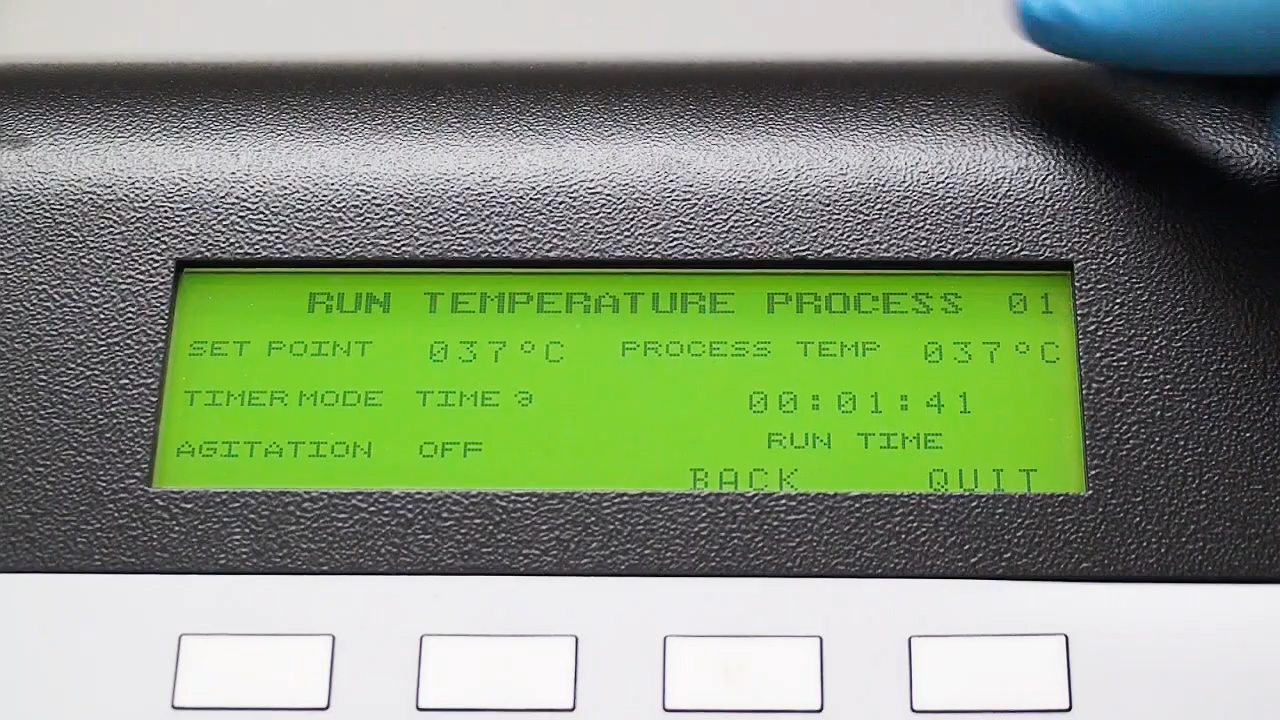 RUN TEMPERATURE PROCESS 01
SET POINT 037°C PROCESS TEMP 037°C
TIMER MODE TIME 00:01:41
AGITATION OFF RUN TIME
BACK QUIT